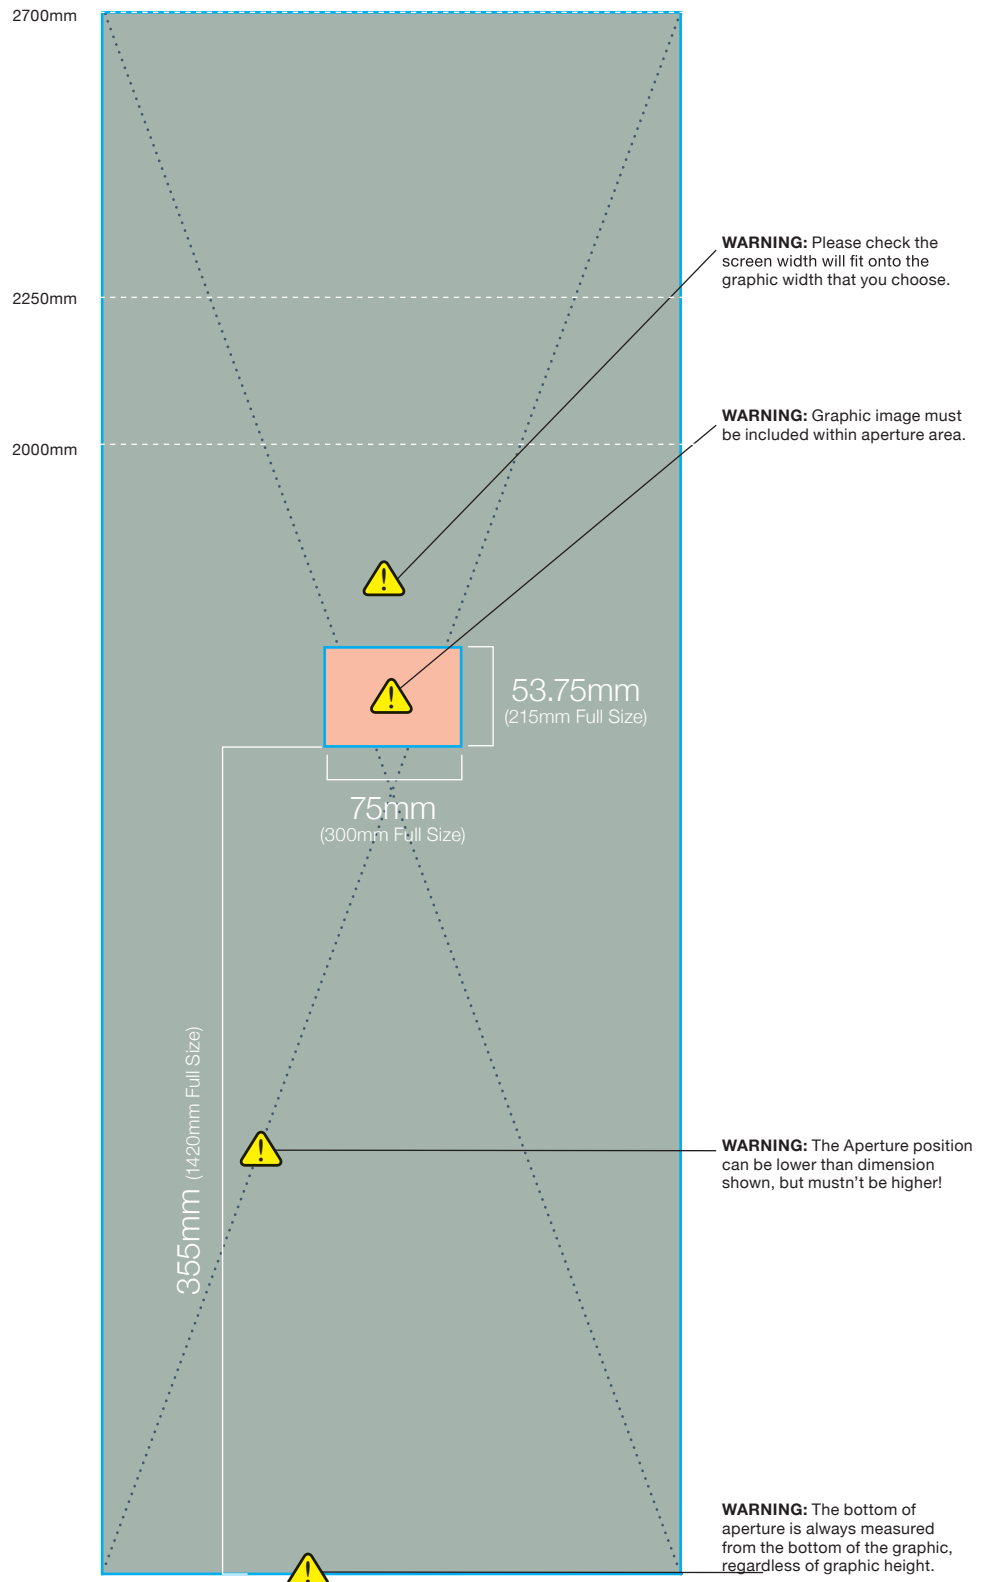 2700mm
WARNING: Please check the
screen width will fit onto the
graphic width that you choose.
2250mm
WARNING: Graphic image must
be included within aperture area.
2000mm
53.75mm
(215mm Full Size)
75mm
(300mm Full Size)
355mm (1420mm Full Size)
WARNING: The Aperture position
can be lower than dimension
shown, but mustn't be higher!
WARNING: The bottom of
aperture is always measured
from the bottom of the graphic,
regardless of graphic height.